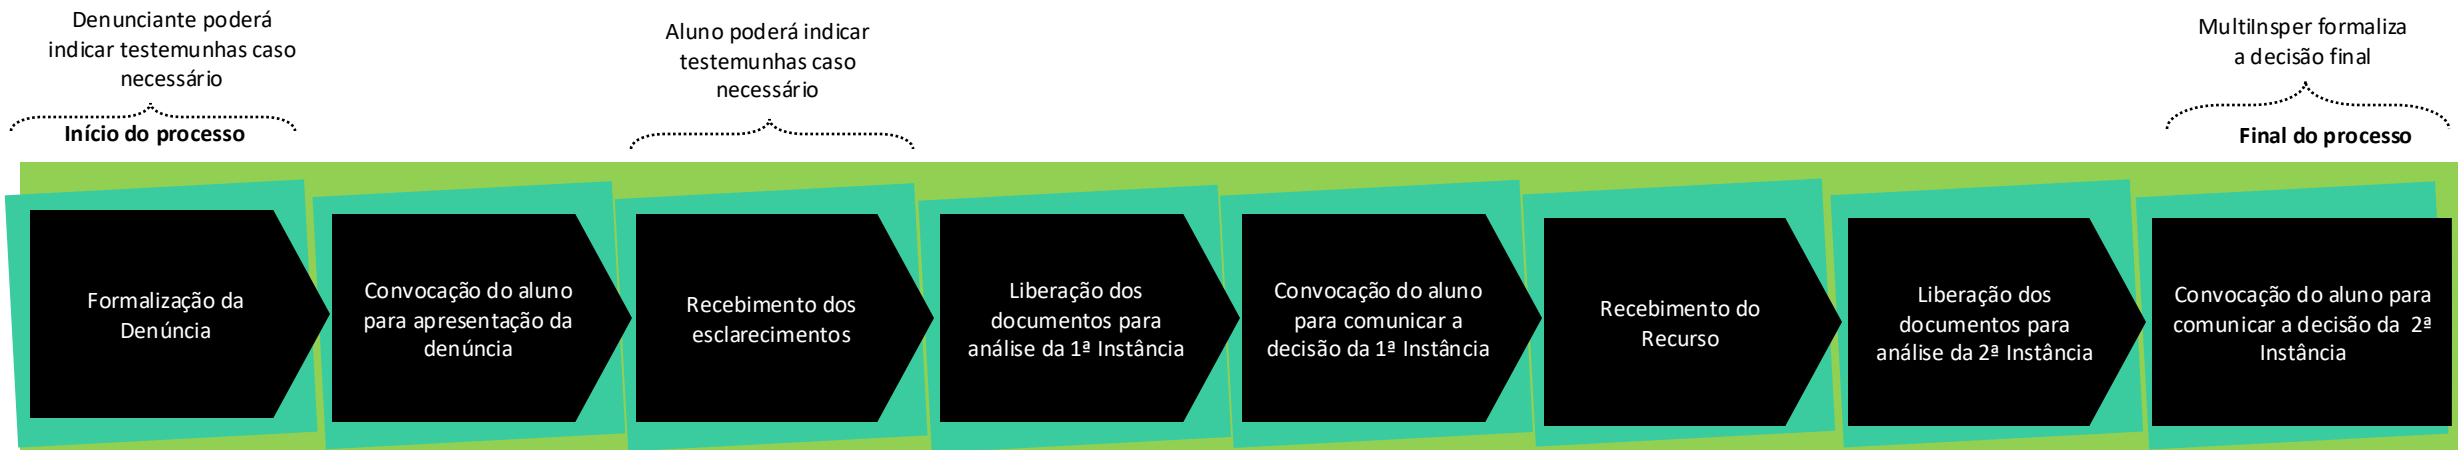 Denunciante poderá
indicar testemunhas caso
necessário
Início do processo
Aluno poderá indicar
testemunhas caso
necessário
MultiInsper formaliza
a decisão final
Final do processo
Formalização da
Denúncia
Convocação do aluno
para apresentação da
denúncia
Recebimento dos
esclarecimentos
Liberação dos
documentos para
análise da 1ª Instância
Convocação do aluno
para comunicar a
decisão da 1ª Instância
Recebimento do
Recurso
Liberação dos
documentos para
análise da 2ª Instância
Convocação do aluno para
comunicar a decisão da 2ª
Instância